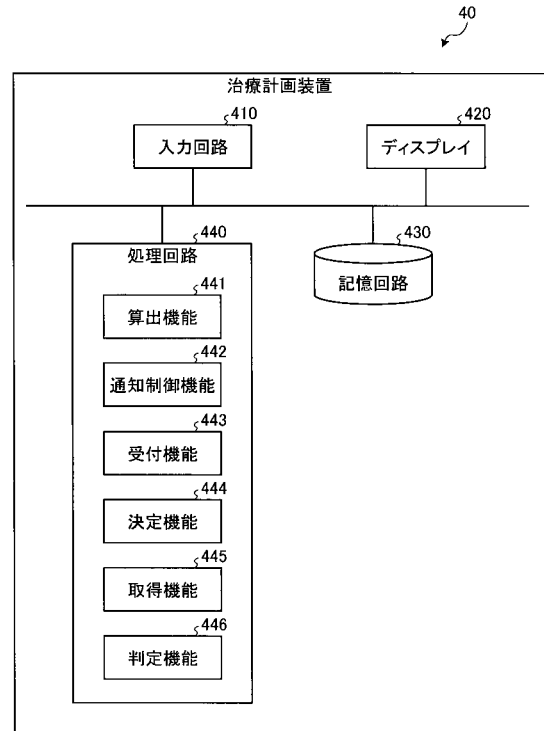 40
治療計画装置
410
入力回路
420
ディスプレイ
440
処理回路
430
記憶回路
441
算出機能
442
通知制御機能
443
受付機能
444
決定機能
445
取得機能
446
判定機能